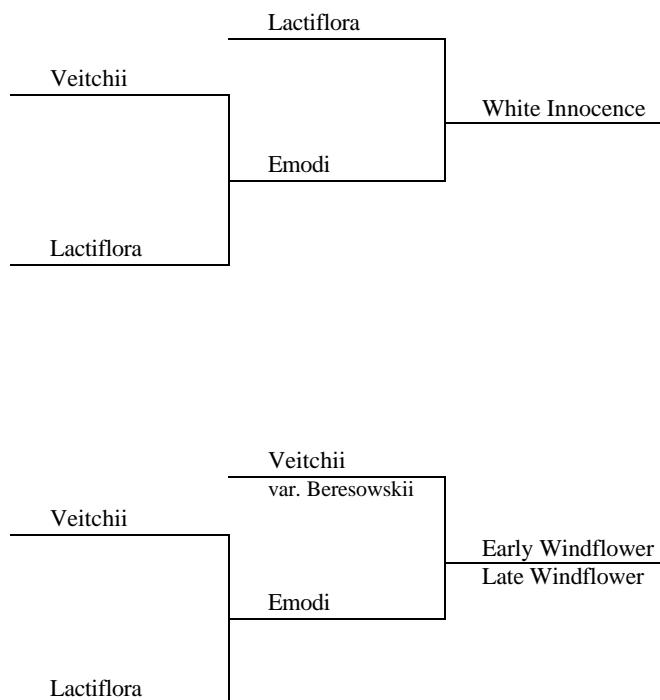 Lactiflora
Veitchii
White Innocence
Emodi
Lactiflora
Veitchii
var. Beresowskii
Veitchii
Early Windflower
Late Windflower
Emodi
Lactiflora